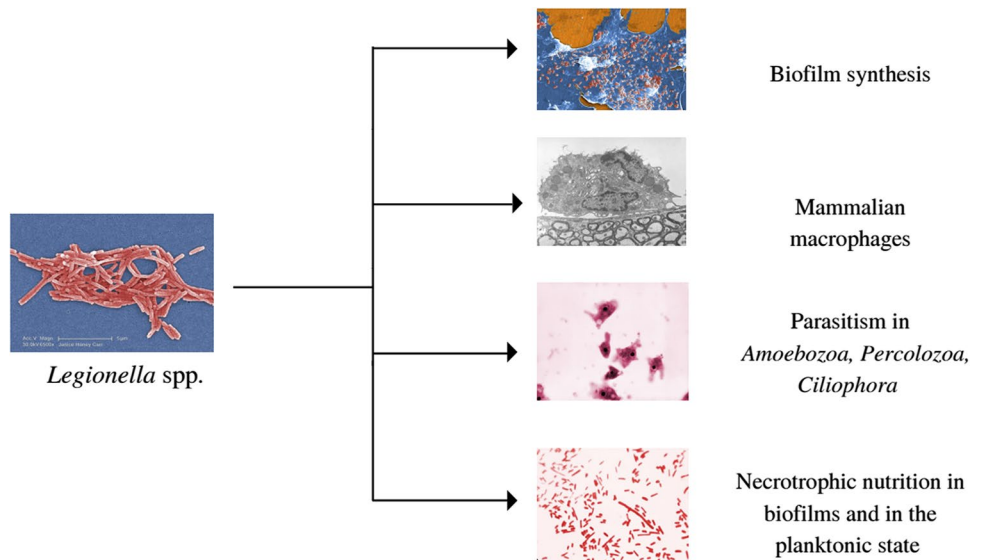 Biofilm synthesis
Mammalian
macrophages
Parasitism in
Amoebozoa, Percolozoa,
Ciliophora
Legionella spp.
Necrotrophic nutrition in
biofilms and in the
planktonic state